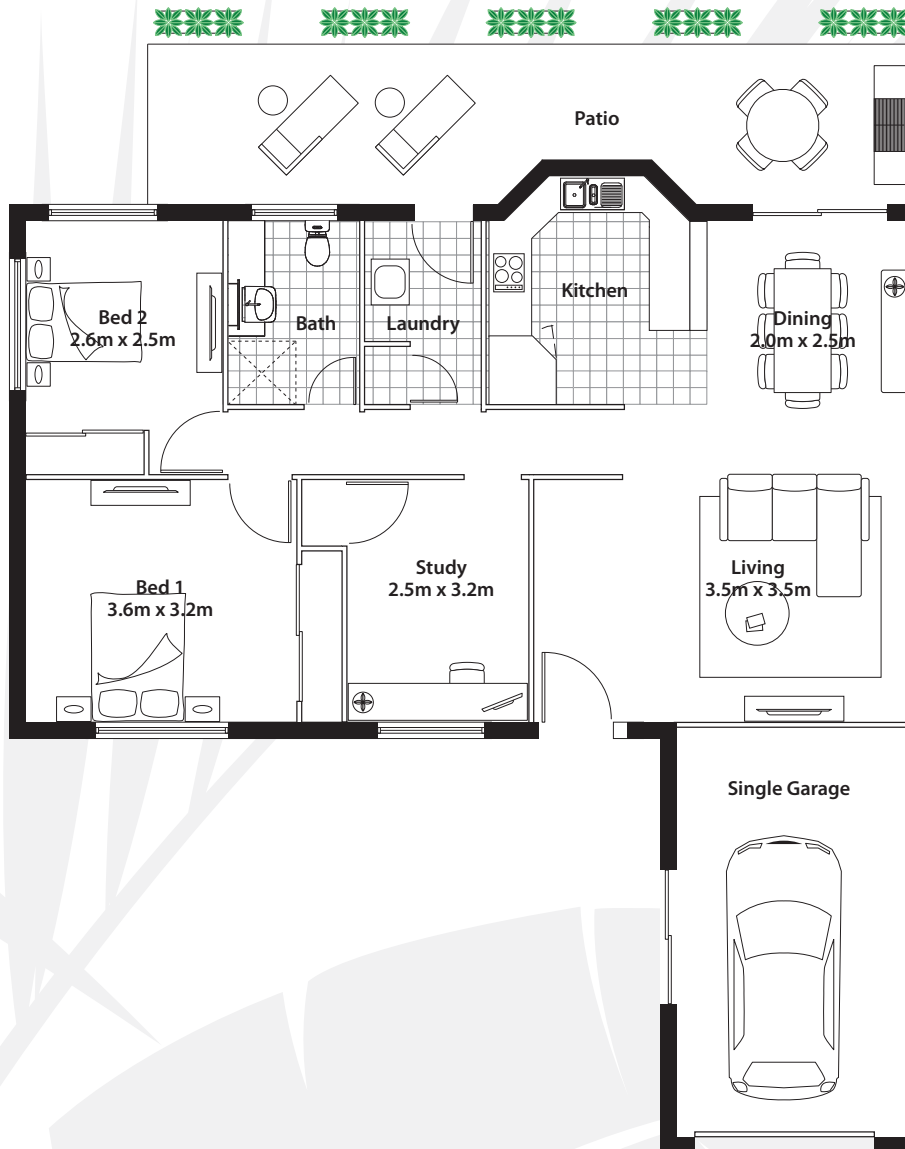 Patio
Kitchen
Bed 2
2.6m x 2.5m
Bath
Laundry
Dining
2.0m x 2.5m
Bed 1
3.6m x 3.2m
Study
2.5m x 3.2m
Living
3.5m x 3.5m
Single Garage